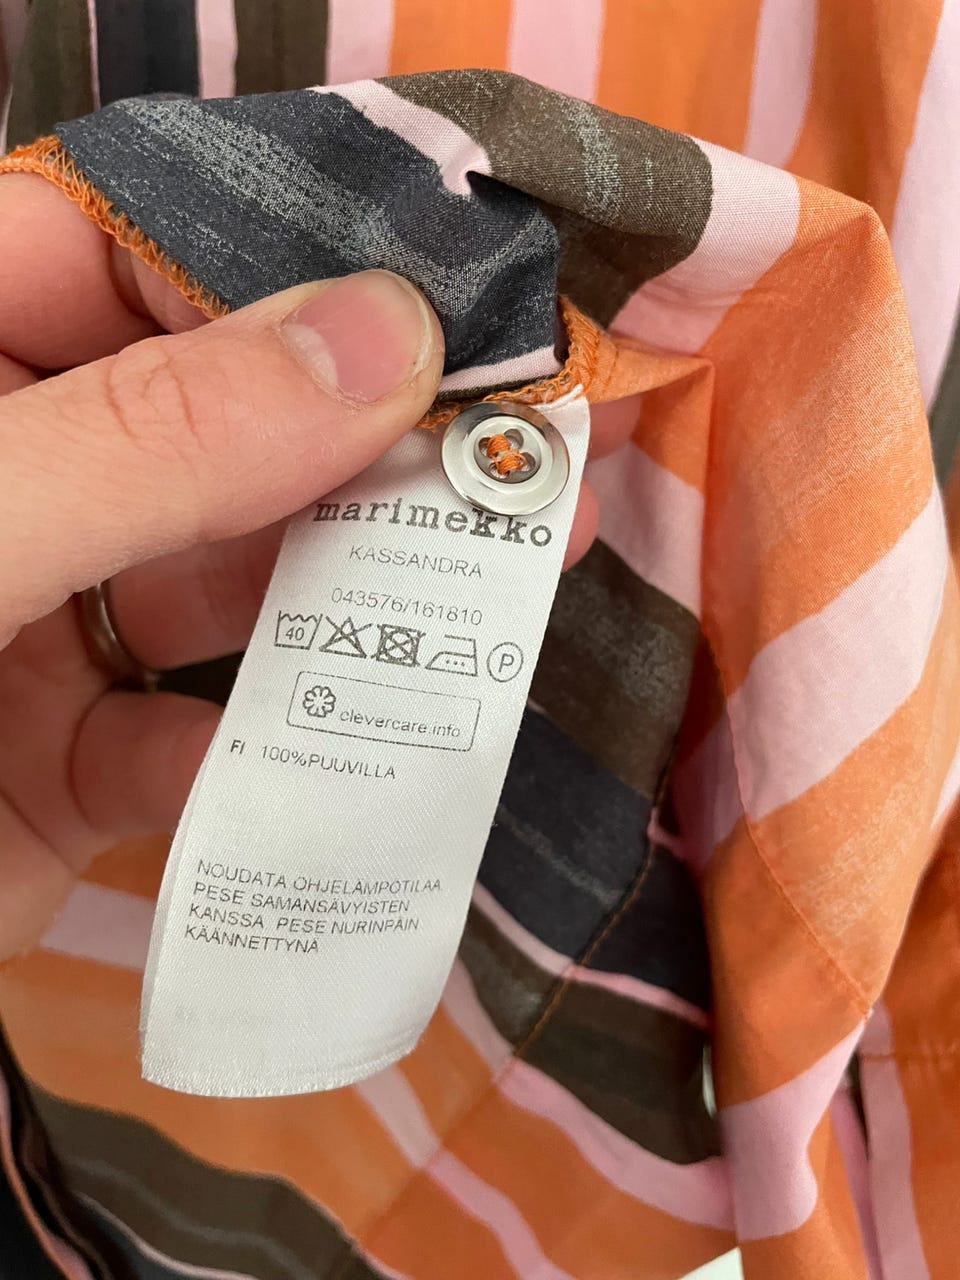 marimekko
KASSANDRA
043576/161810
40 P
clevercare.info
FI 100%PUUVILLA
NOUDATA OHJELÄMPÖTILAA.
PESE SAMANSÄVYISTEN
KANSSA. PESE NURINPÄIN
KÄÄNNETTYNÄ